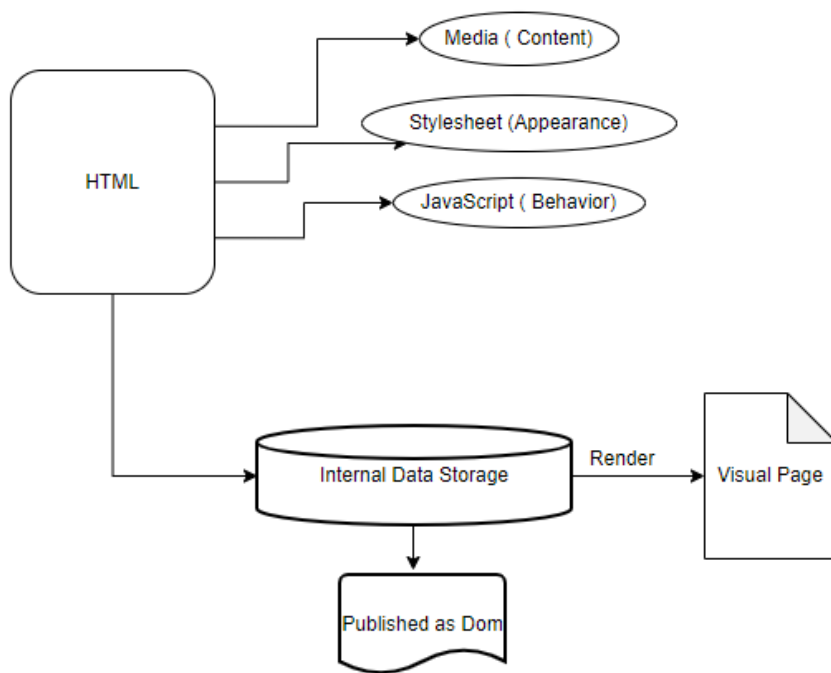 Media ( Content)
Stylesheet (Appearance)
HTML
JavaScript ( Behavior)
Render
Internal Data Storage
Visual Page
Published as Dom